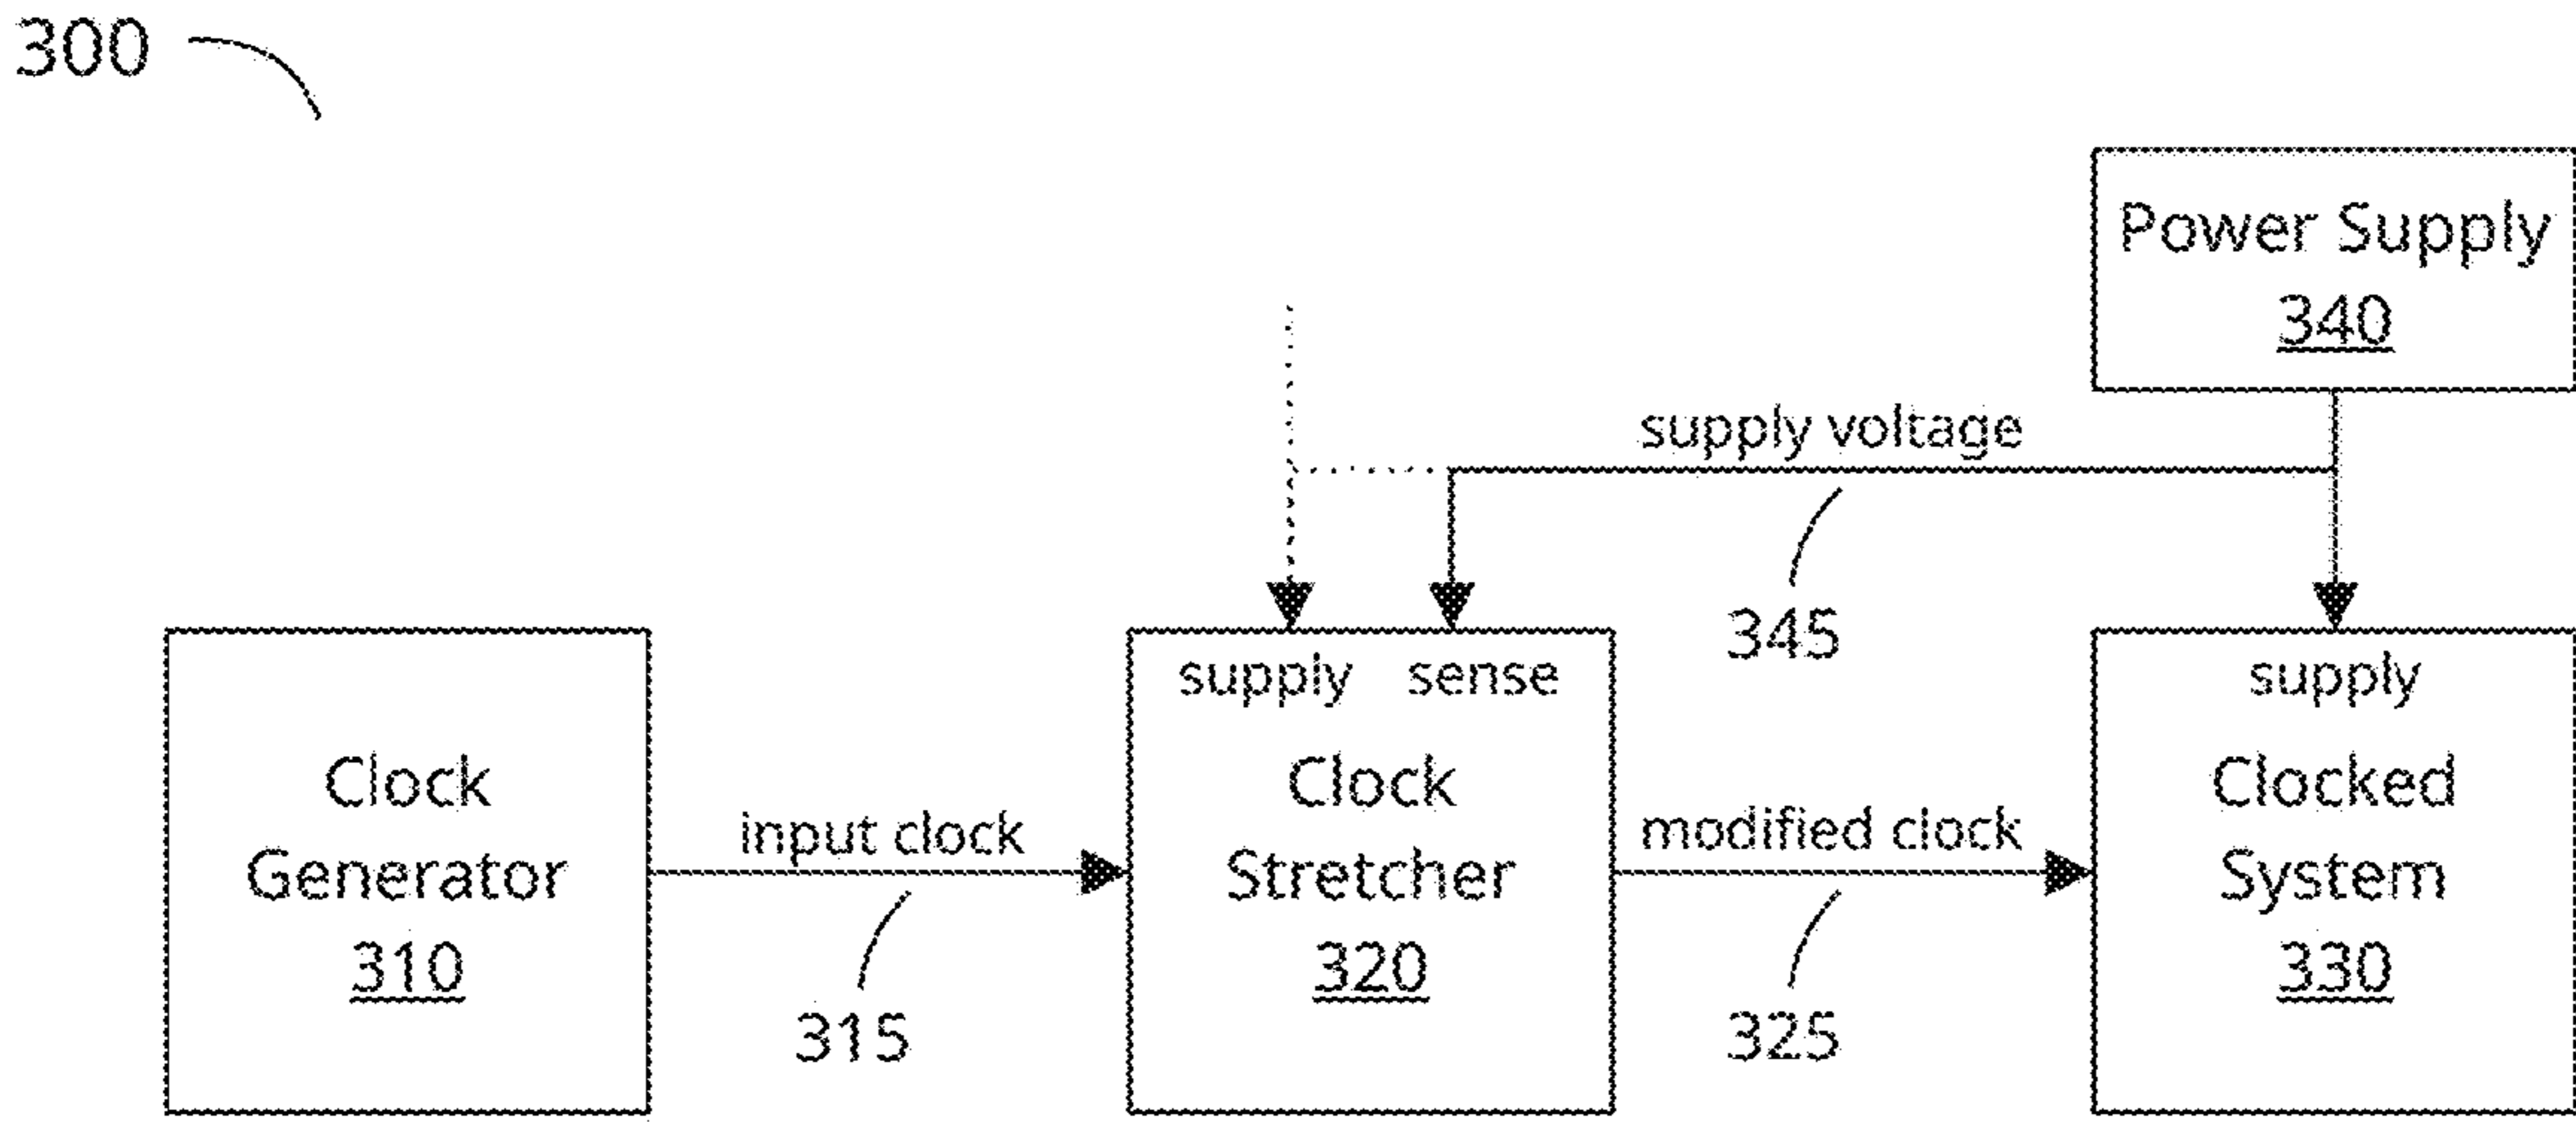 300
Power Supply
340
supply voltage
345
supply sense
supply
Clock
Generator
310
input clock
315
Clock
Stretcher
320
modified clock
325
Clocked
System
330